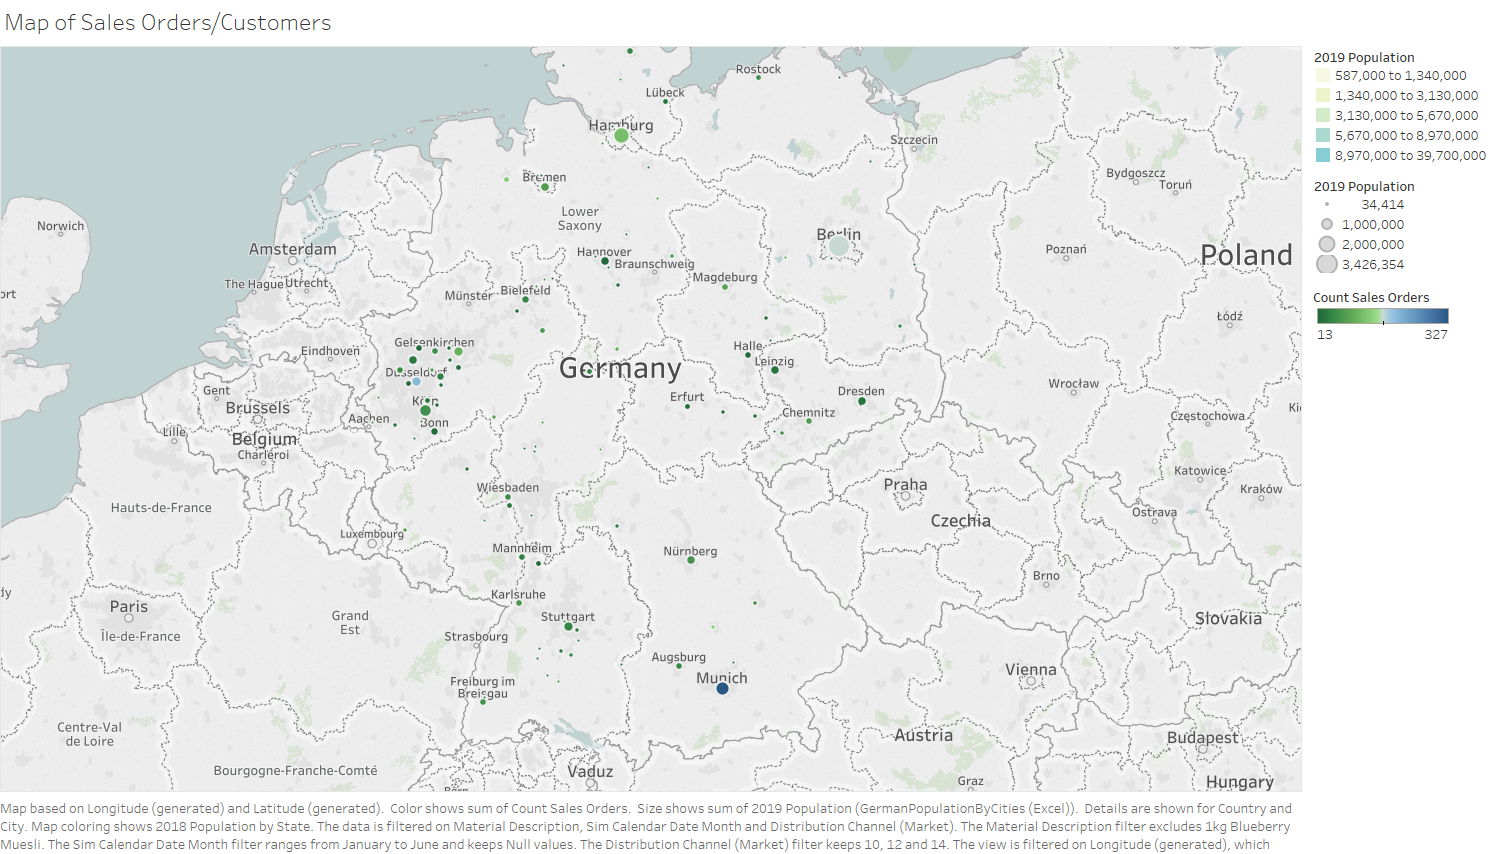 Map of Sales Orders/Customers
2019 Population
587,000 to 1,340,000
1,340,000 to 3,130,000
3,130,000 to 5,670,000
5,670,000 to 8,970,000
8,970,000 to 39,700,000
2019 Population
34,414
1,000,000
2,000,000
3,426,354
Count Sales Orders
13
327
Rostock
Lübeck
Hamburg
Szczecin
Bydgoszcz
Toruń
Bremen
Norwich
Lower
Saxony
Berlin
Amsterdam
Hannover
Braunschweig
Poznań
Poland
The Hague
Utrecht
Magdeburg
Münster
Bielefeld
ort
Łódź
Gelsenkirchen
Eindhoven
Halle
Leipzig
Germany
Düsseldorf
Wrocław
Gent
Brussels
Köln
Erfurt
Dresden
Chemnitz
Częstochowa
Aachen
Bonn
Lille
Belgium
Charleroi
Katowice
Kraków
Wiesbaden
Praha
Hauts-de-France
Ostrava
Czechia
Luxembourg
Mannheim
Nürnberg
Brno
dy
Karlsruhe
Paris
Île-de-France
Grand
Est
Stuttgart
Slovakia
Strasbourg
Augsburg
Vienna
Munich
Freiburg im
Breisgau
Centre-Val
de Loire
Austria
Budapest
Bourgogne-Franche-Comté
Vaduz
Graz
Hungary
Map based on Longitude (generated) and Latitude (generated).  Color shows sum of Count Sales Orders.  Size shows sum of 2019 Population (GermanPopulationByCities (Excel)).  Details are shown for Country and
City. Map coloring shows 2018 Population by State. The data is filtered on Material Description, Sim Calendar Date Month and Distribution Channel (Market). The Material Description filter excludes 1kg Blueberry
Muesli. The Sim Calendar Date Month filter ranges from January to June and keeps Null values. The Distribution Channel (Market) filter keeps 10, 12 and 14. The view is filtered on Longitude (generated), which